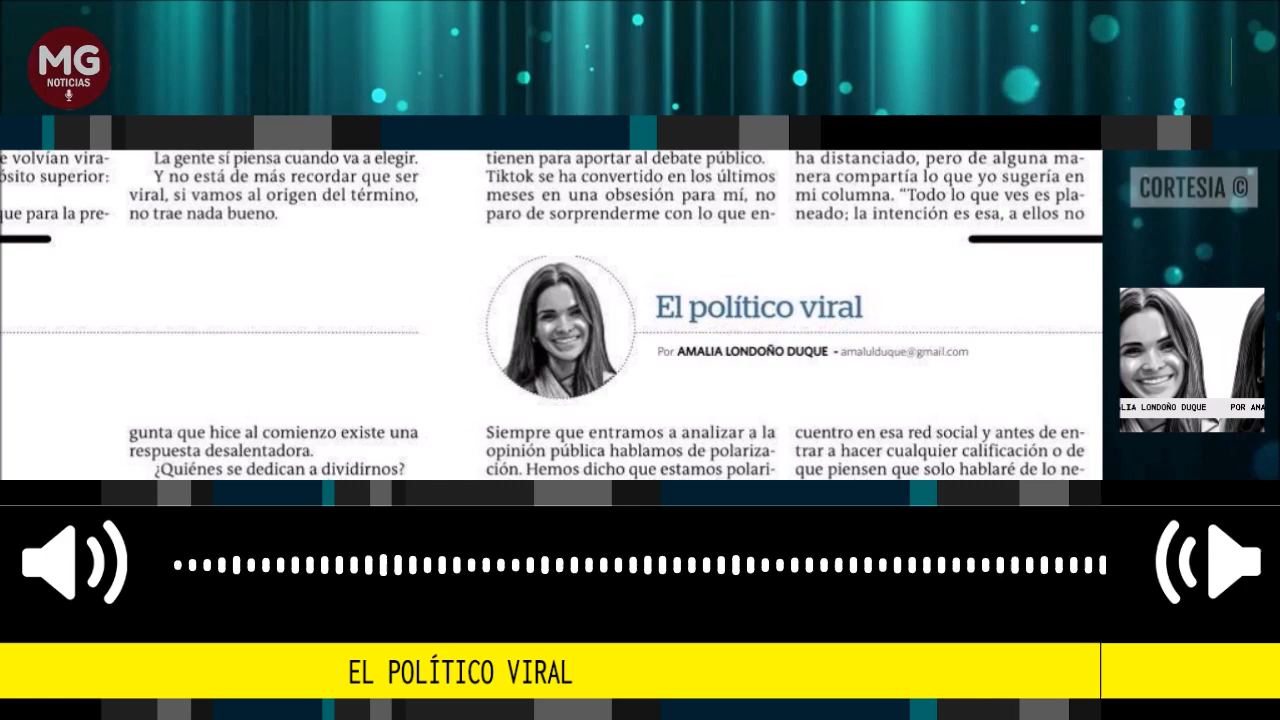 MG
NOTICIAS
e volvían vira-
ósito superior:
que para la pre-
La gente sí piensa cuando va a elegir.
Y no está de más recordar que ser
viral, si vamos al origen del término,
no trae nada bueno.
tienen para aportar al debate público.
Tiktok se ha convertido en los últimos
meses en una obsesión para mí, no
paro de sorprenderme con lo que en-
ha distanciado, pero de alguna ma-
nera compartía lo que yo sugería en
mi columna. “Todo lo que ves es pla-
neado; la intención es esa, a ellos no
CORTESIA ©
El político viral
Por AMALIA LONDOÑO DUQUE - amalulduque@gmail.com
gunta que hice al comienzo existe una
respuesta desalentadora.
¿Quiénes se dedican a dividirnos?
Siempre que entramos a analizar a la
opinión pública hablamos de polariza-
ción. Hemos dicho que estamos polari-
cuentro en esa red social y antes de en-
trar a hacer cualquier calificación o de
que piensen que solo hablaré de lo ne-
LIA LONDOÑO DUQUE POR AMA
EL POLÍTICO VIRAL